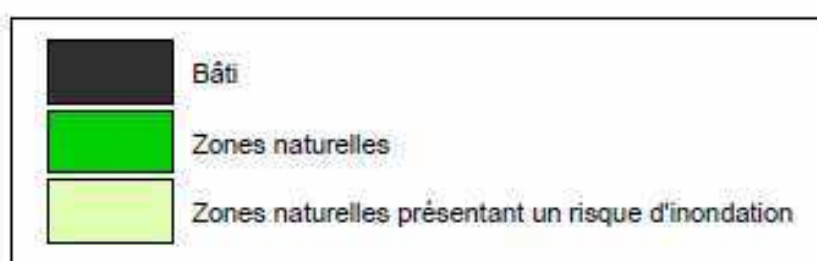 Bâti
Zones naturelles
Zones naturelles présentant un risque d'inondation